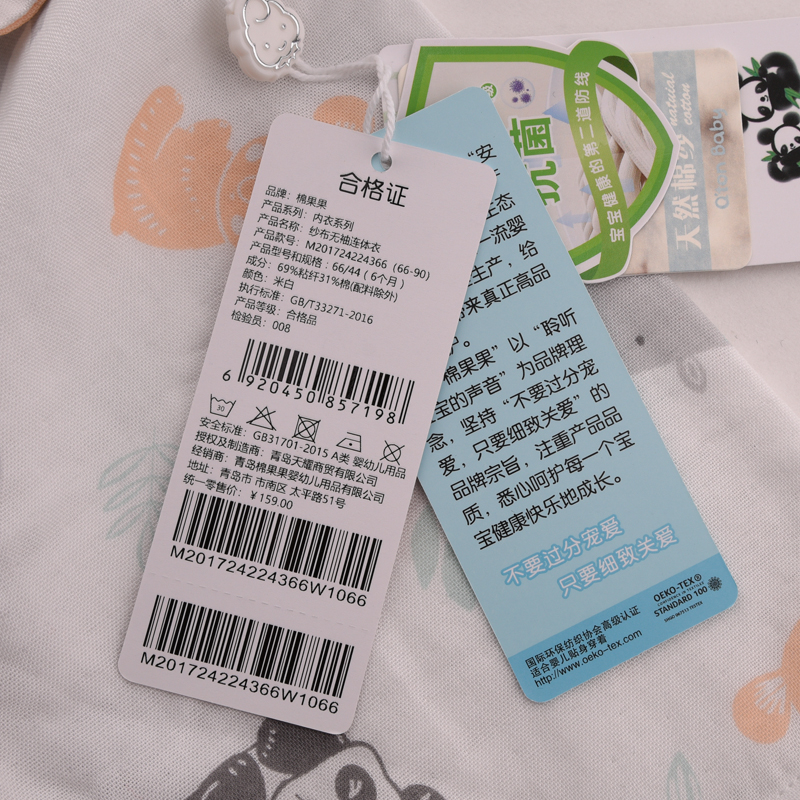 合格证
品牌：棉果果
产品系列：内衣系列
产品名称：纱布无袖连体衣
产品款号：M201724224366（66-90）
产品型号和规格：66/44（6个月）
成分：69%粘纤31%棉(配料除外)
颜色：米白
执行标准：GB/T33271-2016
产品等级：合格品
检验员：008
6 920450 857198
30
安全标准：GB31701-2015 A类 婴幼儿用品
授权及制造商：青岛天耀商贸有限公司
经销商：青岛棉果果婴幼儿用品有限公司
地址：青岛市 市南区 太平路51号
统一零售价：¥159.00
M201724224366W1066
M201724224366W1066
“安
态
一流婴
生产，给
来真正高品
棉果果”以“聆听
宝的声音”为品牌理
念，坚持“不要过分宠
爱，只要细致关爱”的
品牌宗旨，注重产品品
质，悉心呵护每一个宝
宝健康快乐地成长。
不要过分宠爱
只要细致关爱
OEKO-TEX®
CONFIDENCE IN TEXTILES
STANDARD 100
国际环保纺织协会高级认证
适合婴儿贴身穿着
http://www.oeko-tex.com
抗菌
宝宝健康的第二道防线
天然棉纱
natural
cotton
baby